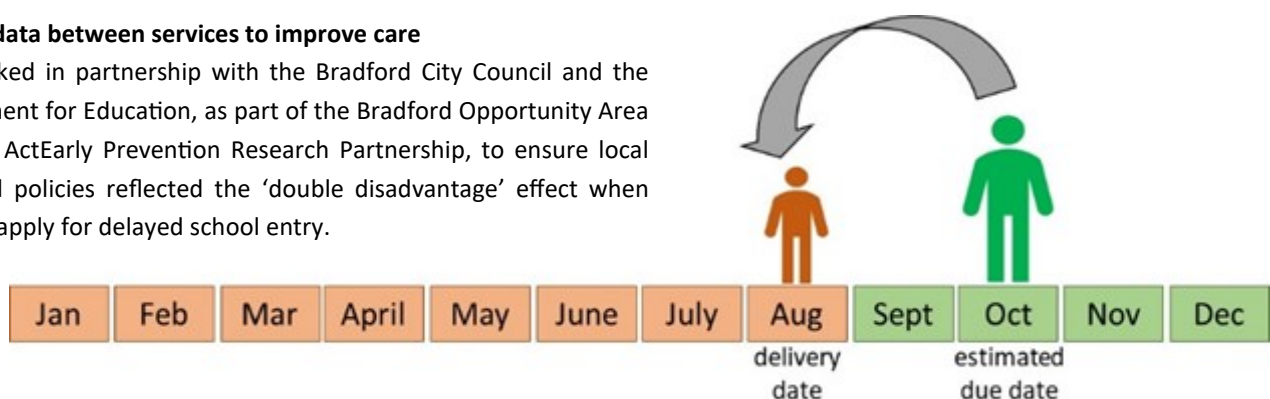 data between services to improve care
ked in partnership with the Bradford City Council and the
ent for Education, as part of the Bradford Opportunity Area
ActEarly Prevention Research Partnership, to ensure local
policies reflected the ‘double disadvantage’ effect when
apply for delayed school entry.
Jan Feb Mar April May June July Aug Sept Oct Nov Dec
delivery estimated
date due date